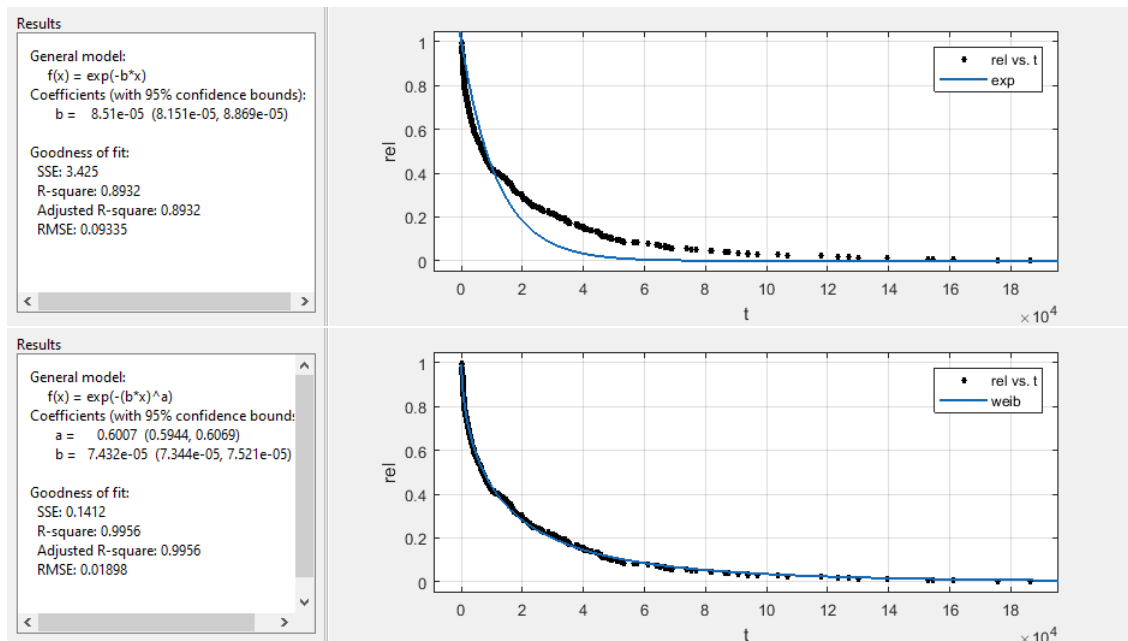 Results
General model:
f(x) = exp(-b*x)
Coefficients (with 95% confidence bounds):
b = 8.51e-05 (8.151e-05, 8.869e-05)
Goodness of fit:
SSE: 3.425
R-square: 0.8932
Adjusted R-square: 0.8932
RMSE: 0.09335
1
0.8
0.6
0.4
0.2
0
rel
rel vs. t
exp
0 2 4 6 8 10 12 14 16 18
t
×10^4
Results
General model:
f(x) = exp(-(b*x)^a)
Coefficients (with 95% confidence bounds
a = 0.6007 (0.5944, 0.6069)
b = 7.432e-05 (7.344e-05, 7.521e-05)
Goodness of fit:
SSE: 0.1412
R-square: 0.9956
Adjusted R-square: 0.9956
RMSE: 0.01898
1
0.8
0.6
0.4
0.2
0
rel
rel vs. t
weib
0 2 4 6 8 10 12 14 16 18
t
×10^4